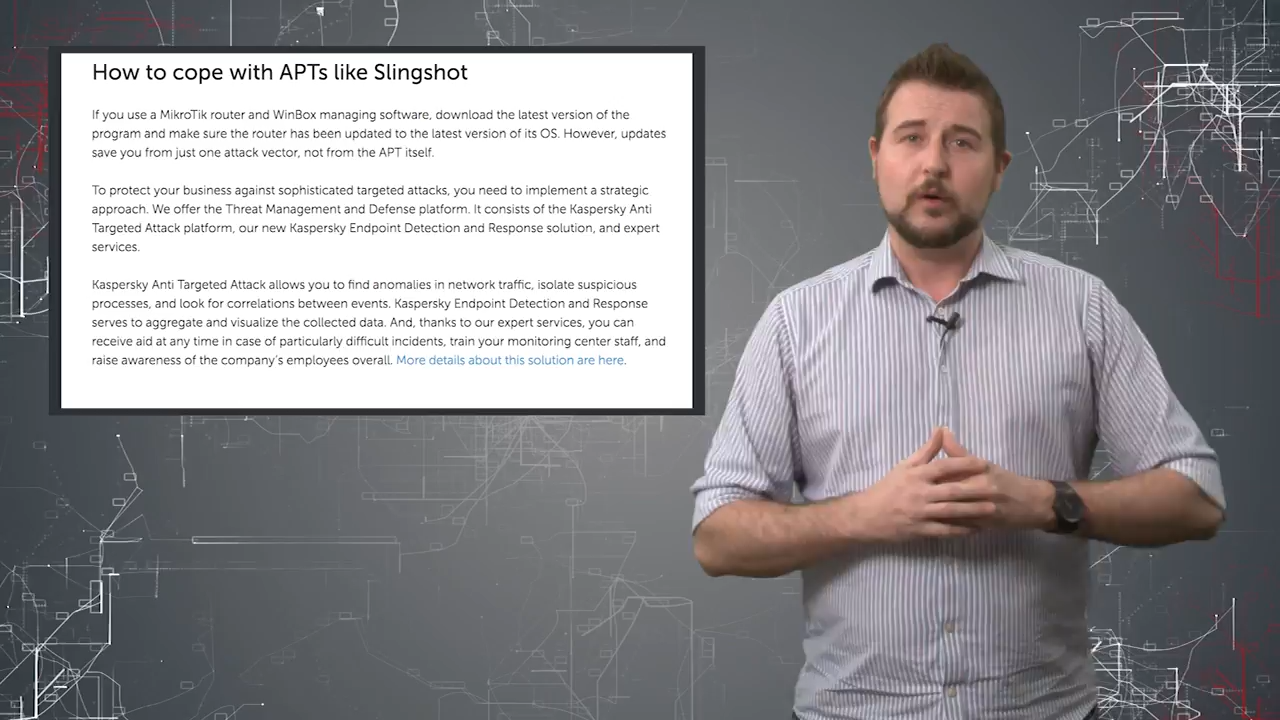 How to cope with APTs like Slingshot
If you use a MikroTik router and WinBox managing software, download the latest version of the
program and make sure the router has been updated to the latest version of its OS. However, updates
save you from just one attack vector, not from the APT itself.
To protect your business against sophisticated targeted attacks, you need to implement a strategic
approach. We offer the Threat Management and Defense platform. It consists of the Kaspersky Anti
Targeted Attack platform, our new Kaspersky Endpoint Detection and Response solution, and expert
services.
Kaspersky Anti Targeted Attack allows you to find anomalies in network traffic, isolate suspicious
processes, and look for correlations between events. Kaspersky Endpoint Detection and Response
serves to aggregate and visualize the collected data. And, thanks to our expert services, you can
receive aid at any time in case of particularly difficult incidents, train your monitoring center staff, and
raise awareness of the company's employees overall. More details about this solution are here.